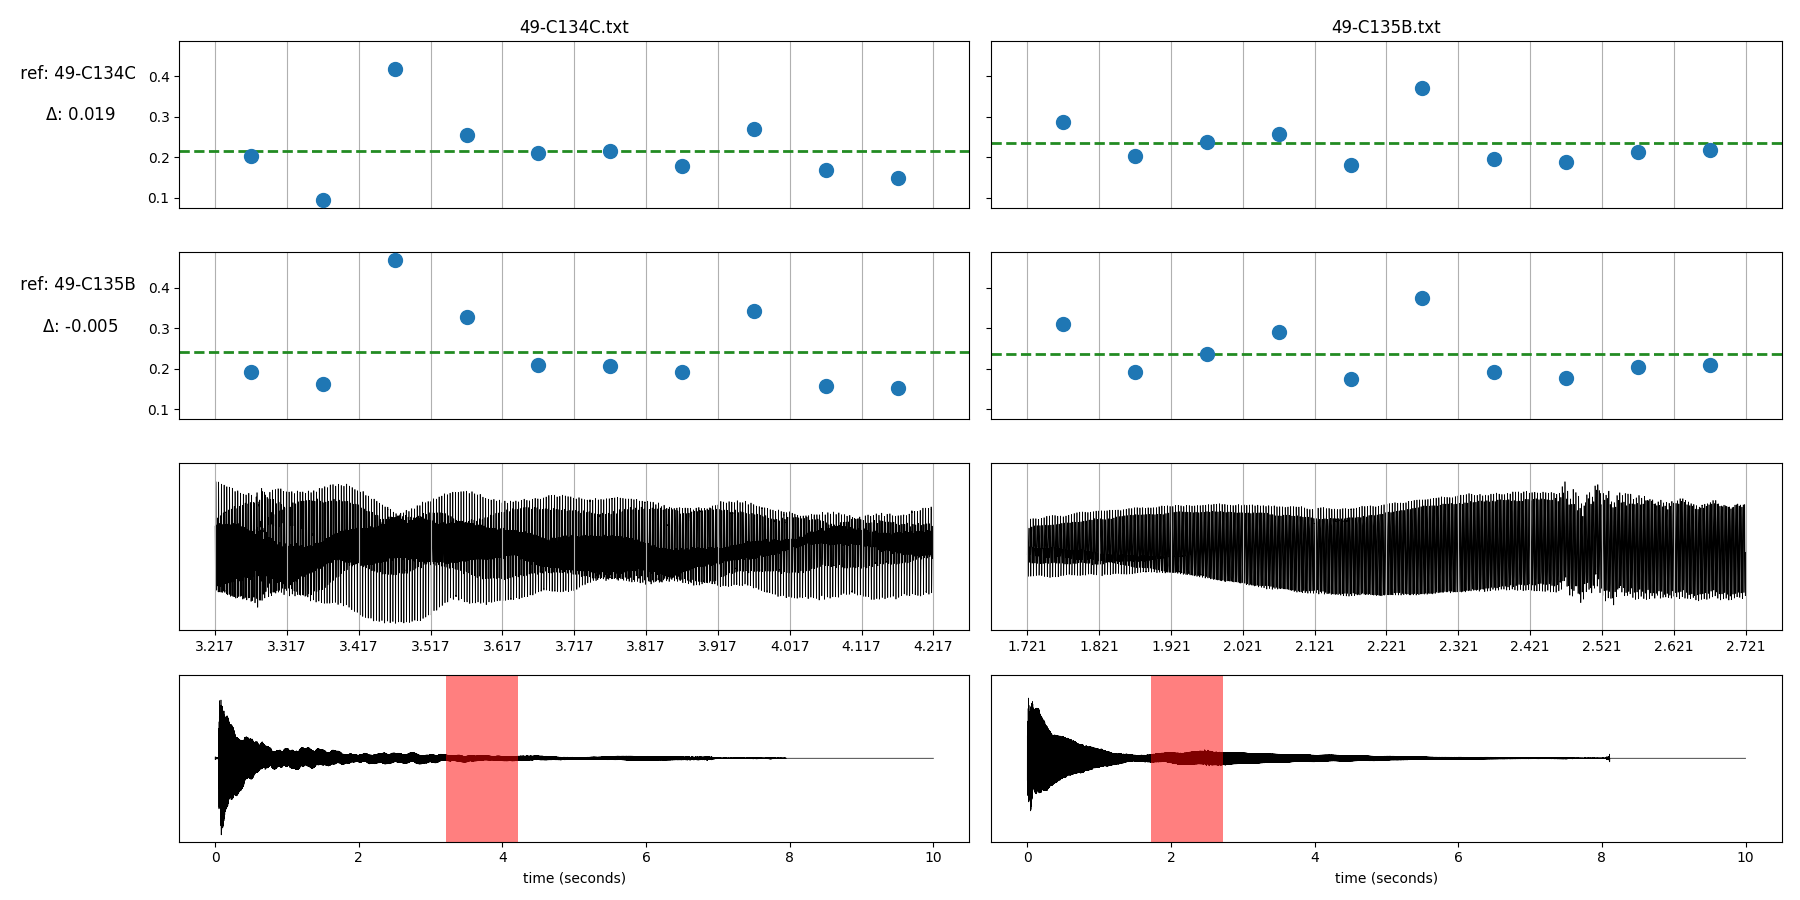 49-C134C.txt
49-C135B.txt
ref: 49-C134C
Δ: 0.019
0.4
0.3
0.2
0.1
ref: 49-C135B
Δ: -0.005
0.4
0.3
0.2
0.1
3.217 3.317 3.417 3.517 3.617 3.717 3.817 3.917 4.017 4.117 4.217
1.721 1.821 1.921 2.021 2.121 2.221 2.321 2.421 2.521 2.621 2.721
0 2 4 6 8 10
time (seconds)
0 2 4 6 8 10
time (seconds)